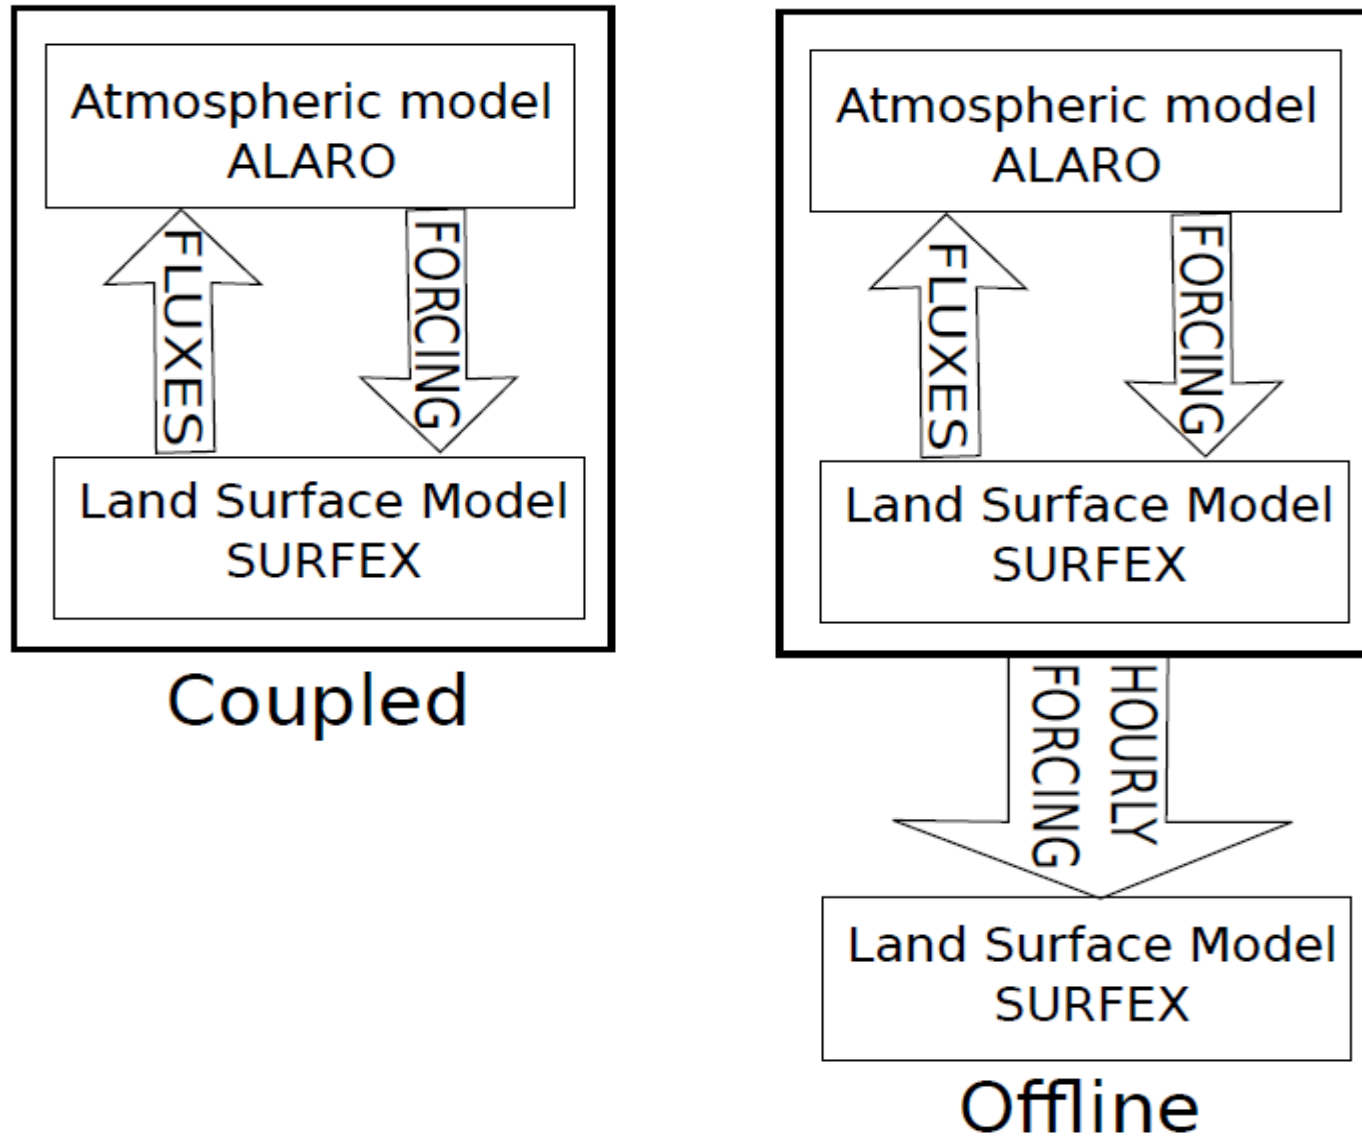 Atmospheric model
ALARO
FLUXES
FORCING
Land Surface Model
SURFEX
Coupled
Atmospheric model
ALARO
FLUXES
FORCING
Land Surface Model
SURFEX
HOURLY
FORCING
Land Surface Model
SURFEX
Offline